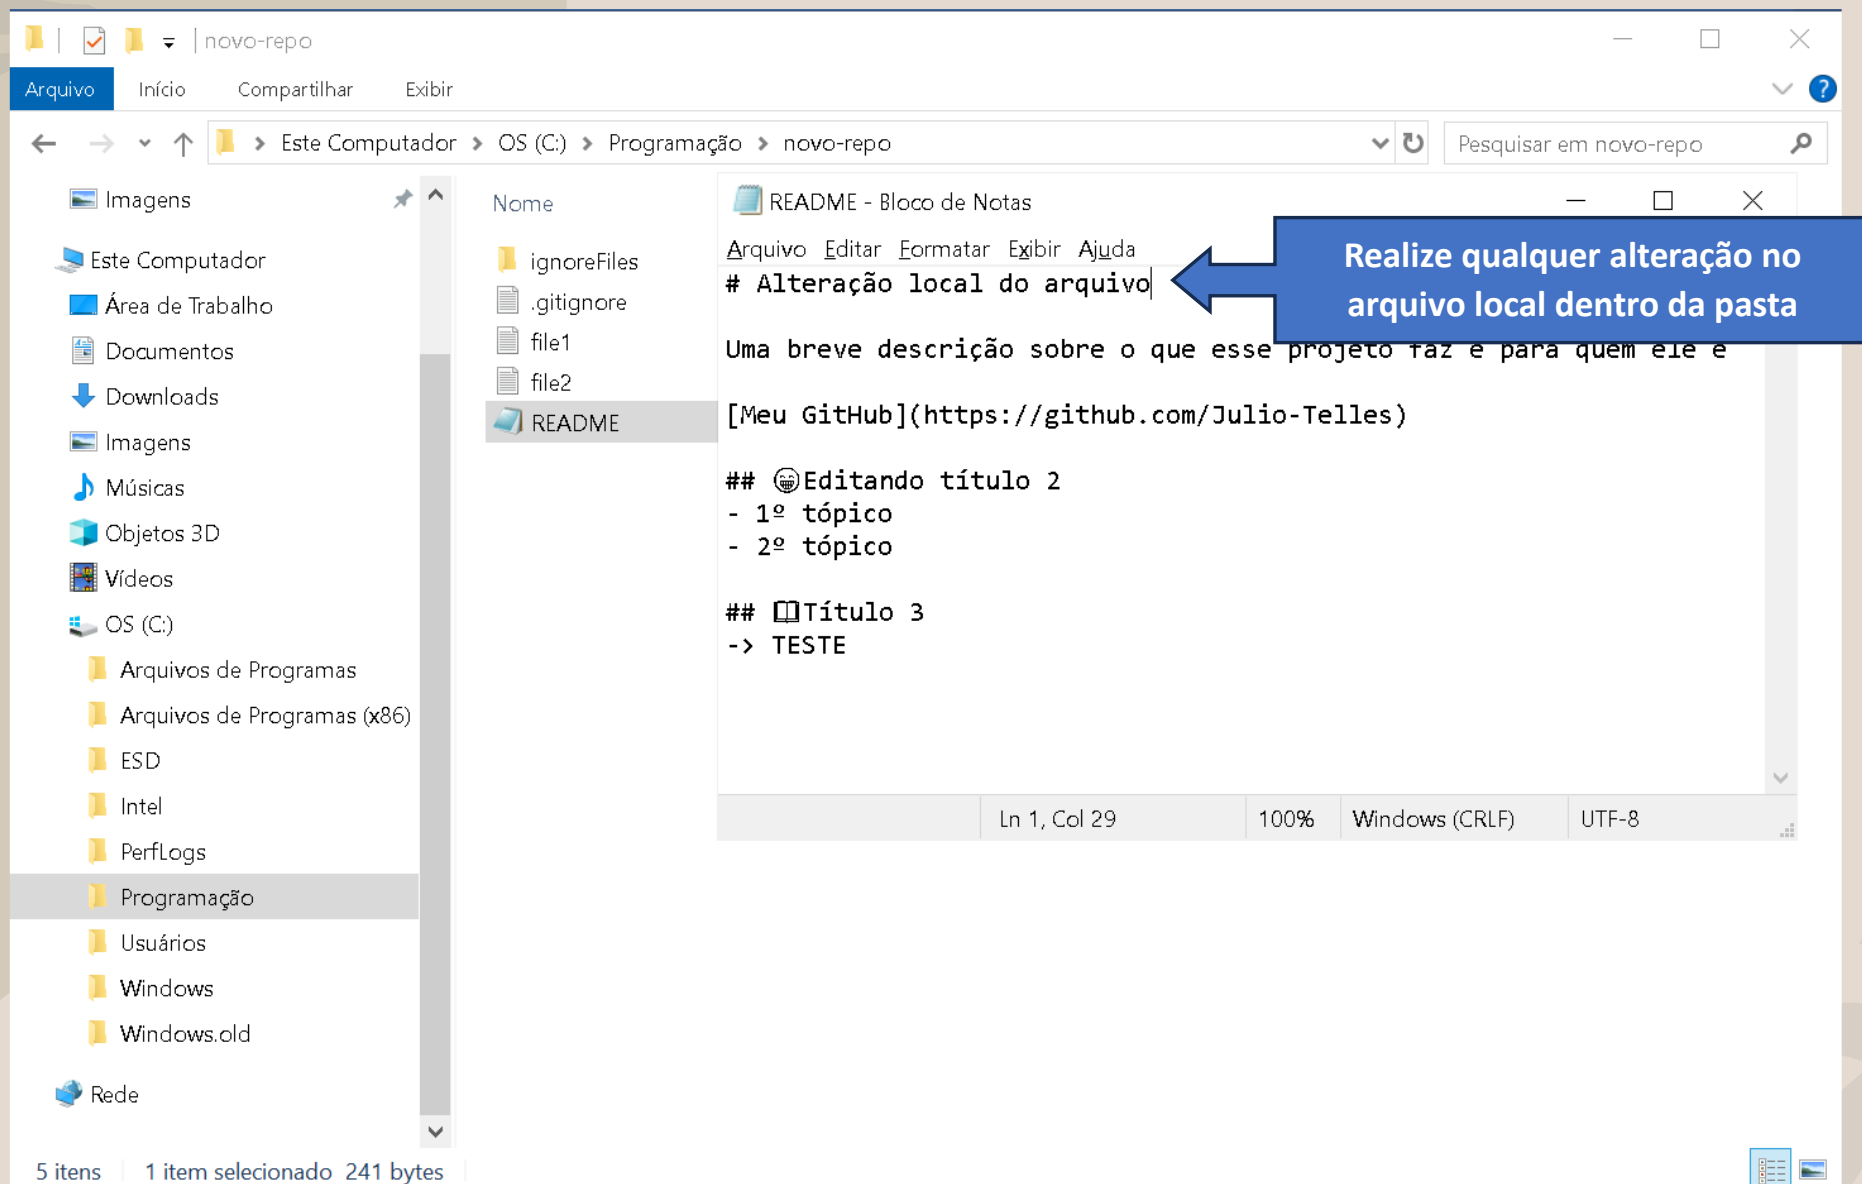 novo-repo
Arquivo Início Compartilhar Exibir
Este Computador > OS (C:) > Programação > novo-repo
Pesquisar em novo-repo
Imagens
Este Computador
Área de Trabalho
Documentos
Downloads
Imagens
Músicas
Objetos 3D
Vídeos
OS (C:)
Arquivos de Programas
Arquivos de Programas (x86)
ESD
Intel
PerfLogs
Programação
Usuários
Windows
Windows.old
Rede
Nome
ignoreFiles
.gitignore
file1
file2
README
README - Bloco de Notas
Arquivo Editar Formatar Exibir Ajuda
# Alteração local do arquivo
Uma breve descrição sobre o que esse projeto faz e para quem ele é
[Meu GitHub](https://github.com/Julio-Telles)
## 😁Editando título 2
- 1º tópico
- 2º tópico
## 📖Título 3
-> TESTE
Ln 1, Col 29 100% Windows (CRLF) UTF-8
Realize qualquer alteração no
arquivo local dentro da pasta
5 itens 1 item selecionado 241 bytes